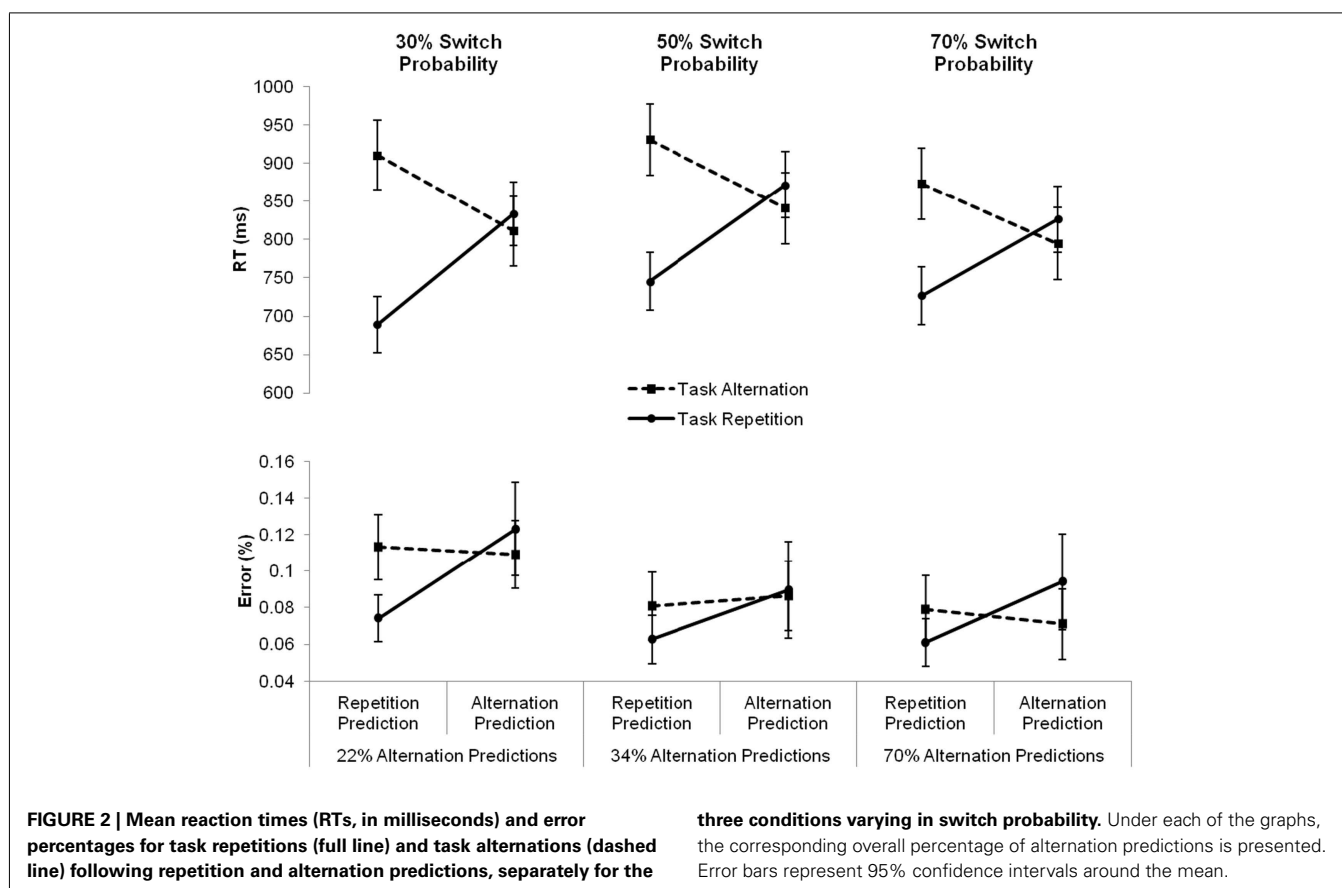 30% Switch
Probability
50% Switch
Probability
70% Switch
Probability
1000
950
900
850
800
750
700
650
600
RT (ms)
Task Alternation
Task Repetition
0.16
0.14
0.12
0.1
0.08
0.06
0.04
Error (%)
Repetition
Prediction
Alternation
Prediction
Repetition
Prediction
Alternation
Prediction
Repetition
Prediction
Alternation
Prediction
22% Alternation Predictions
34% Alternation Predictions
70% Alternation Predictions
FIGURE 2 | Mean reaction times (RTs, in milliseconds) and error
percentages for task repetitions (full line) and task alternations (dashed
line) following repetition and alternation predictions, separately for the
three conditions varying in switch probability. Under each of the graphs,
the corresponding overall percentage of alternation predictions is presented.
Error bars represent 95% confidence intervals around the mean.